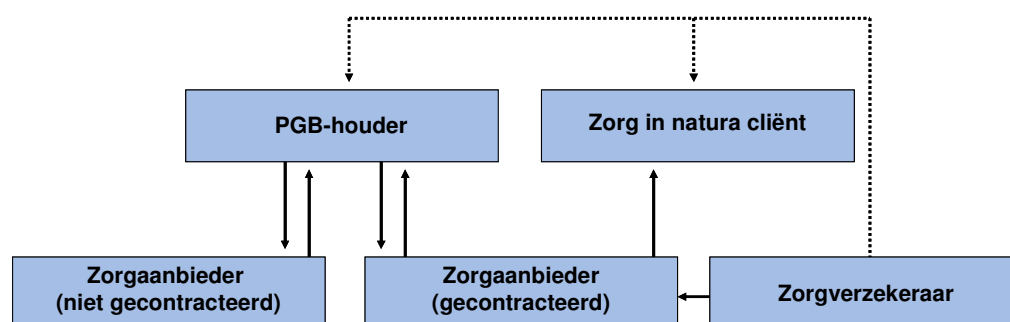 PGB-houder
Zorg in natura cliënt
Zorgaanbieder
(niet gecontracteerd)
Zorgaanbieder
(gecontracteerd)
Zorgverzekeraar